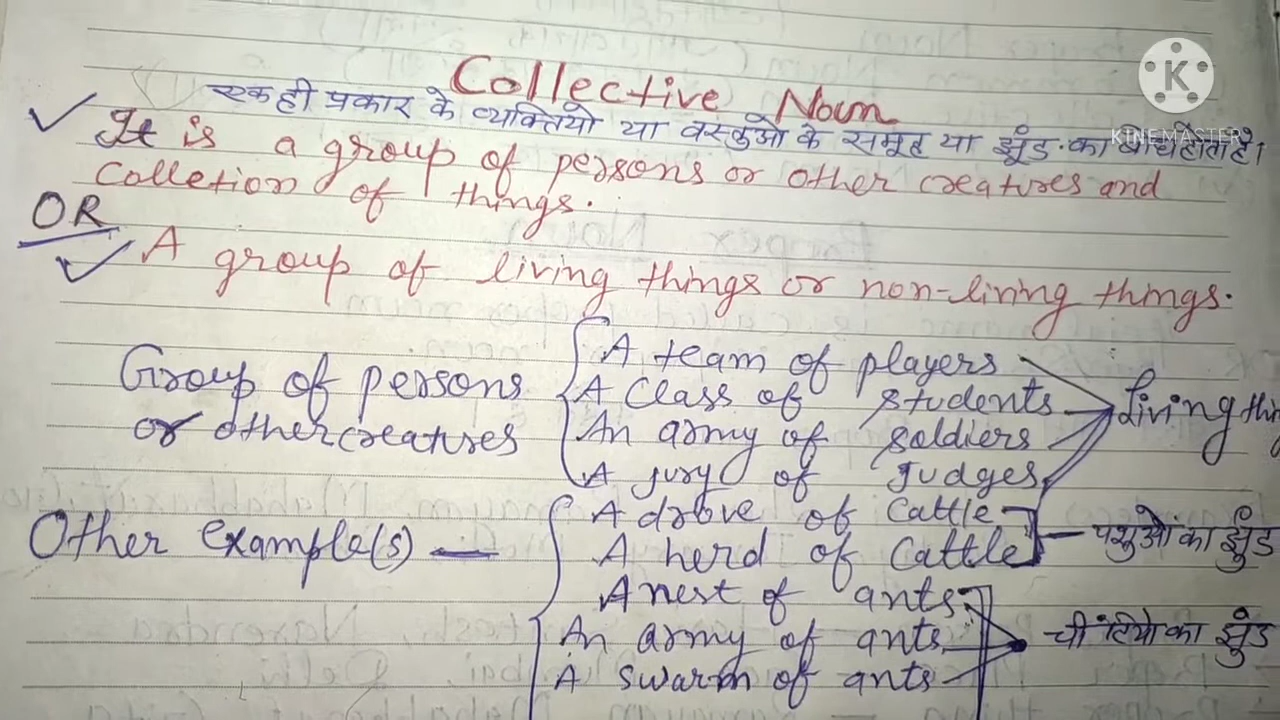 Collective Noun
एक ही प्रकार के व्यक्तियो या वस्तुओ के समूह या झुंड का बोध होता है।
It is a group of persons or other creatures and
Colletion of things.
OR
A group of living things or non-living things.
Group of persons
or other creatures
A team of players
A Class of students
An army of soldiers
A jury of Judges
Living thi
Other example(s) —
A drove of Cattle
A herd of Cattle
पशुओ का झुंड
A nest of ants
An army of ants
A swarm of ants
चीटियो का झुंड
K
KINEMASTER